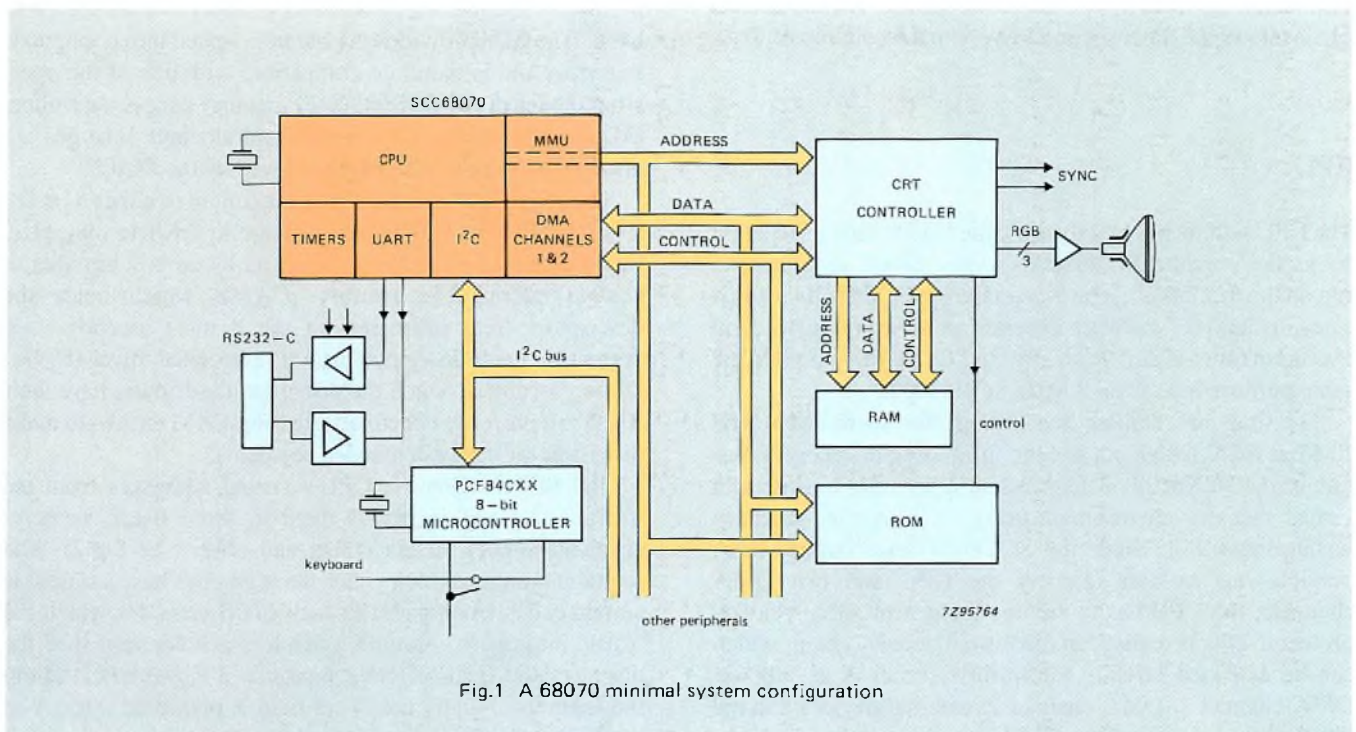 SCC68070
CPU
MMU
TIMERS
UART
I²C
DMA
CHANNELS
1 & 2
ADDRESS
DATA
CONTROL
CRT
CONTROLLER
SYNC
RGB
3
RS232-C
I²C bus
ADDRESS
DATA
CONTROL
RAM
control
PCF84CXX
8-bit
MICROCONTROLLER
keyboard
ROM
other peripherals
7Z95764
Fig.1 A 68070 minimal system configuration